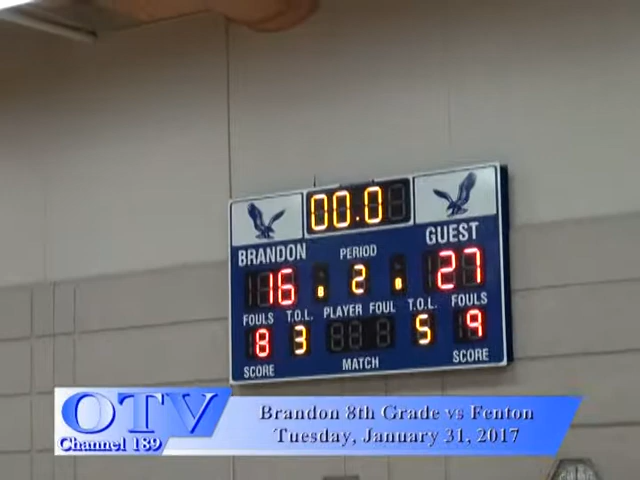 00.0
BRANDON PERIOD GUEST
16 2 27
FOULS T.O.L. PLAYER FOUL T.O.L. FOULS
8 3 5 9
SCORE MATCH SCORE
OTV
Channel 189
Brandon 8th Grade vs Fenton
Tuesday, January 31, 2017